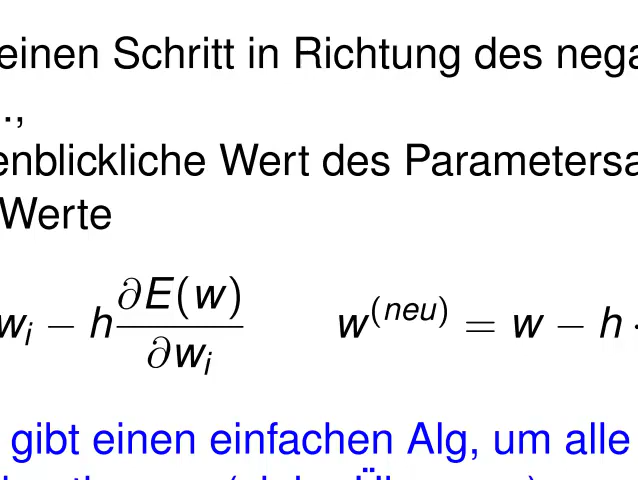 einen Schritt in Richtung des nega
.,
enblickliche Wert des Parametersa
Werte
w_i − h ∂E(w)/∂w_i    w^(neu) = w − h ·
gibt einen einfachen Alg, um alle